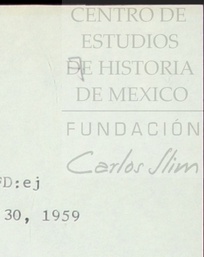 CENTRO DE
ESTUDIOS
DE HISTORIA
DE MEXICO
FUNDACIÓN
Carlos Slim
D:ej
30, 1959